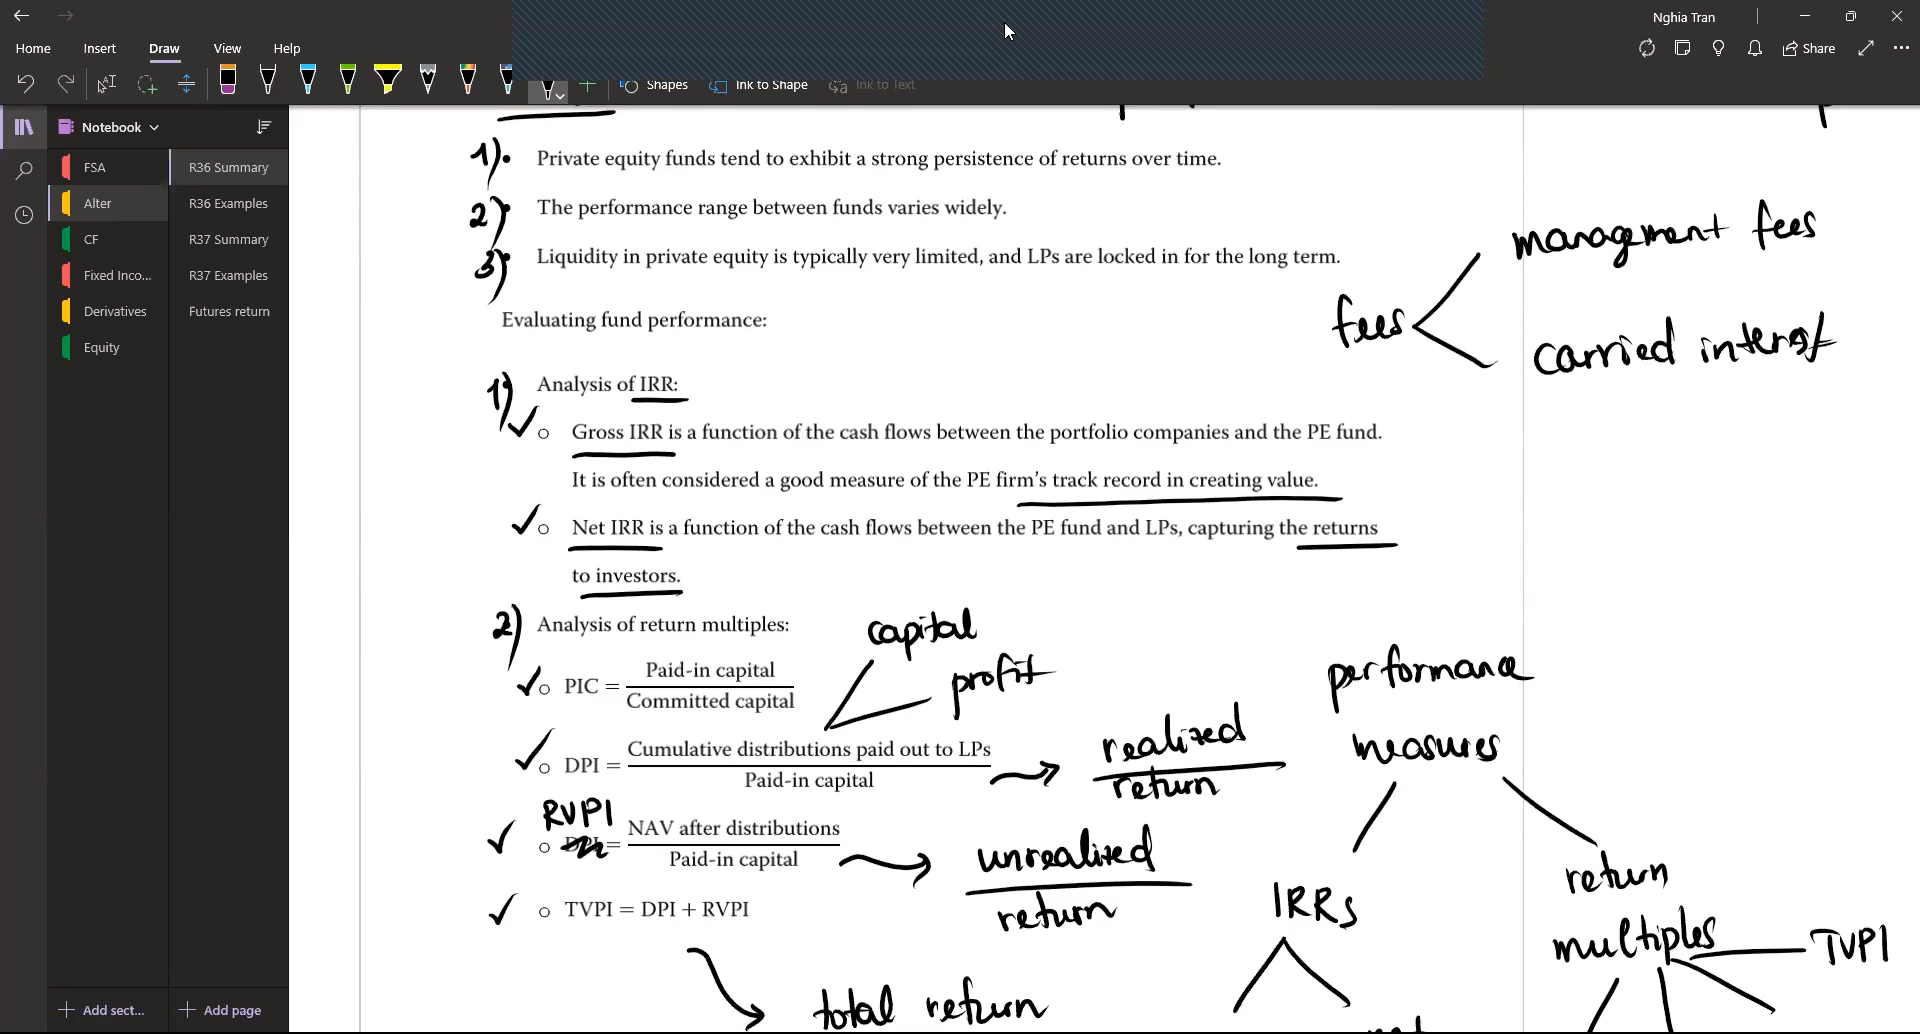 Nghia Tran
Home Insert Draw View Help
Share
Shapes Ink to Shape Ink to Text
Notebook
FSA
Alter
CF
Fixed Inco...
Derivatives
Equity
R36 Summary
R36 Examples
R37 Summary
R37 Examples
Futures return
Add sect...
Add page
1) • Private equity funds tend to exhibit a strong persistence of returns over time.
2) • The performance range between funds varies widely.
3) • Liquidity in private equity is typically very limited, and LPs are locked in for the long term.
fees
management fees
carried interest
Evaluating fund performance:
1) Analysis of IRR:
✓ ○ Gross IRR is a function of the cash flows between the portfolio companies and the PE fund.
It is often considered a good measure of the PE firm's track record in creating value.
✓ ○ Net IRR is a function of the cash flows between the PE fund and LPs, capturing the returns
to investors.
2) Analysis of return multiples:
capital
profit
✓ ○ PIC = Paid-in capital
Committed capital
✓ ○ DPI = Cumulative distributions paid out to LPs
Paid-in capital
realized
return
RVPI
✓ ○ DPI = NAV after distributions
Paid-in capital
unrealized
return
✓ ○ TVPI = DPI + RVPI
total return
performance
measures
IRRs
return
multiples
TVPI